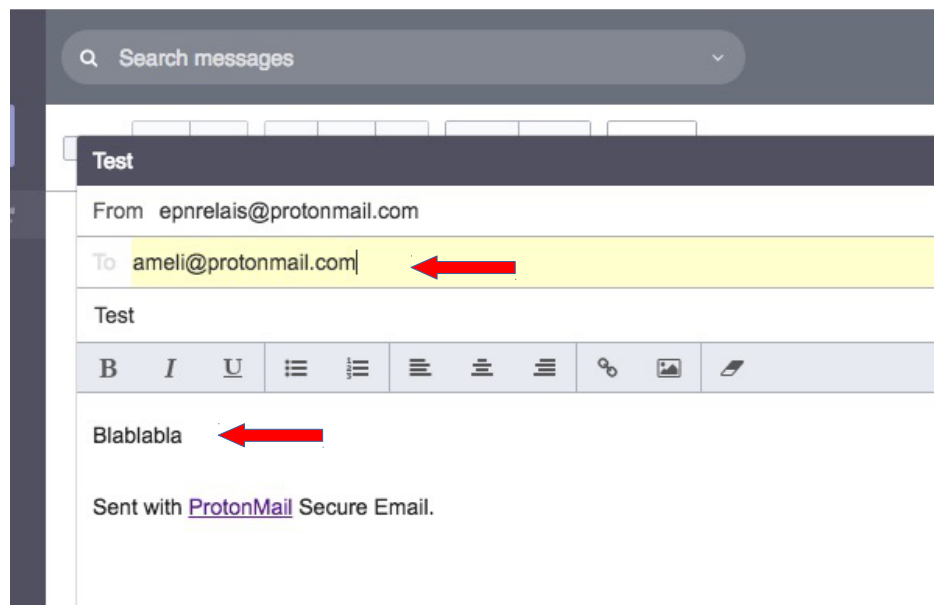 Search messages
Test
From epnrelais@protonmail.com
To ameli@protonmail.com
Test
B I U
Blablabla
Sent with ProtonMail Secure Email.